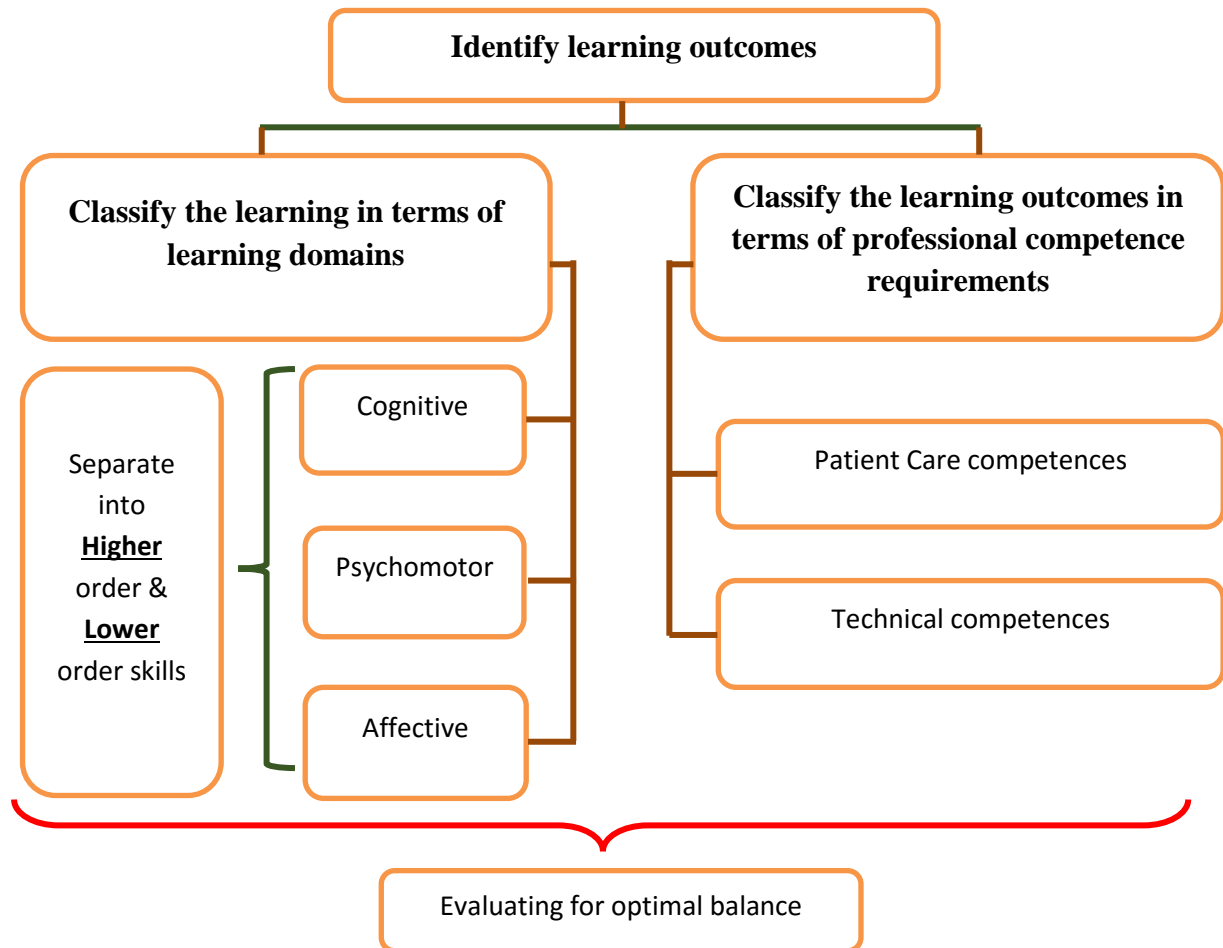 Identify learning outcomes
Classify the learning in terms of
learning domains
Classify the learning outcomes in
terms of professional competence
requirements
Separate
into
Higher
order &
Lower
order skills
Cognitive
Psychomotor
Affective
Patient Care competences
Technical competences
Evaluating for optimal balance